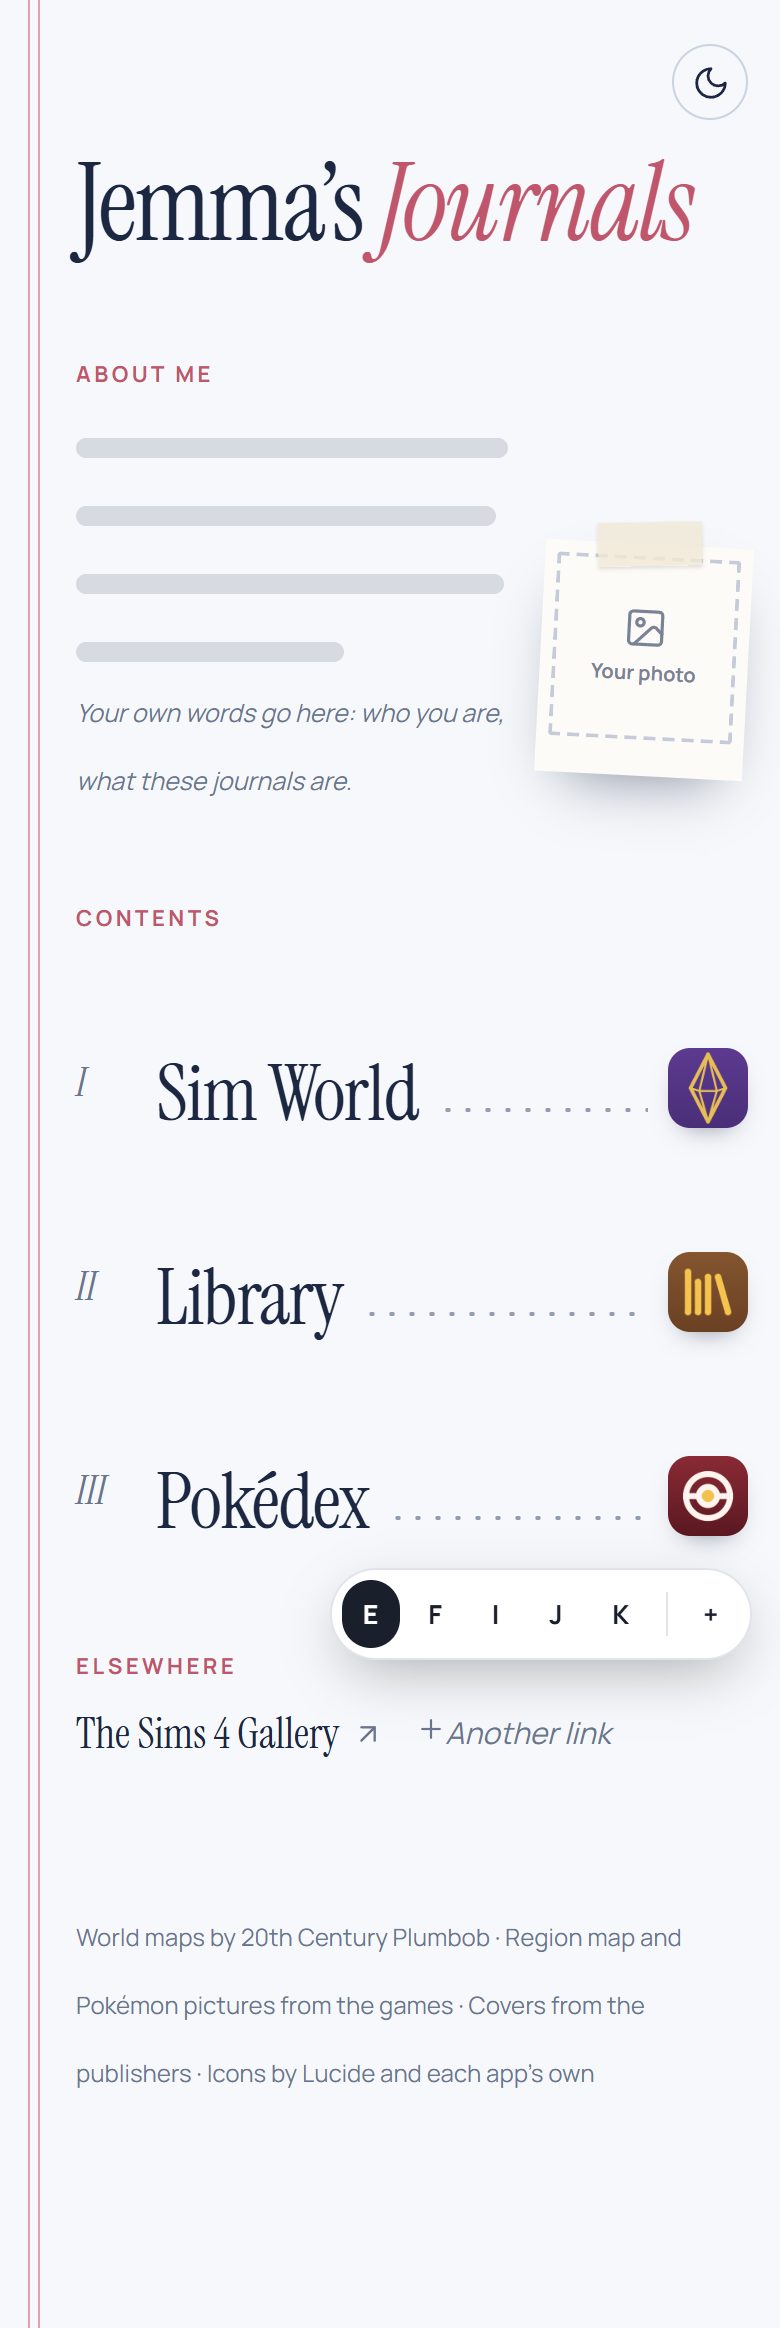 Jemma’s Journals
ABOUT ME
Your photo
Your own words go here: who you are,
what these journals are.
CONTENTS
I Sim World
II Library
III Pokédex
E F I J K +
ELSEWHERE
The Sims 4 Gallery ↗ + Another link
World maps by 20th Century Plumbob · Region map and
Pokémon pictures from the games · Covers from the
publishers · Icons by Lucide and each app’s own